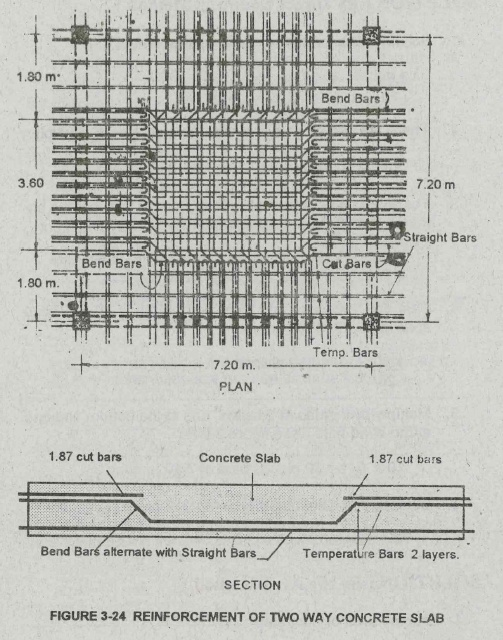 1.80 m
Bend Bars
3.60
7.20 m
Straight Bars
Bend Bars
Cut Bars
1.80 m.
Temp. Bars
7.20 m.
PLAN
1.87 cut bars
Concrete Slab
1.87 cut bars
Bend Bars alternate with Straight Bars
Temperature Bars 2 layers.
SECTION
FIGURE 3-24 REINFORCEMENT OF TWO WAY CONCRETE SLAB